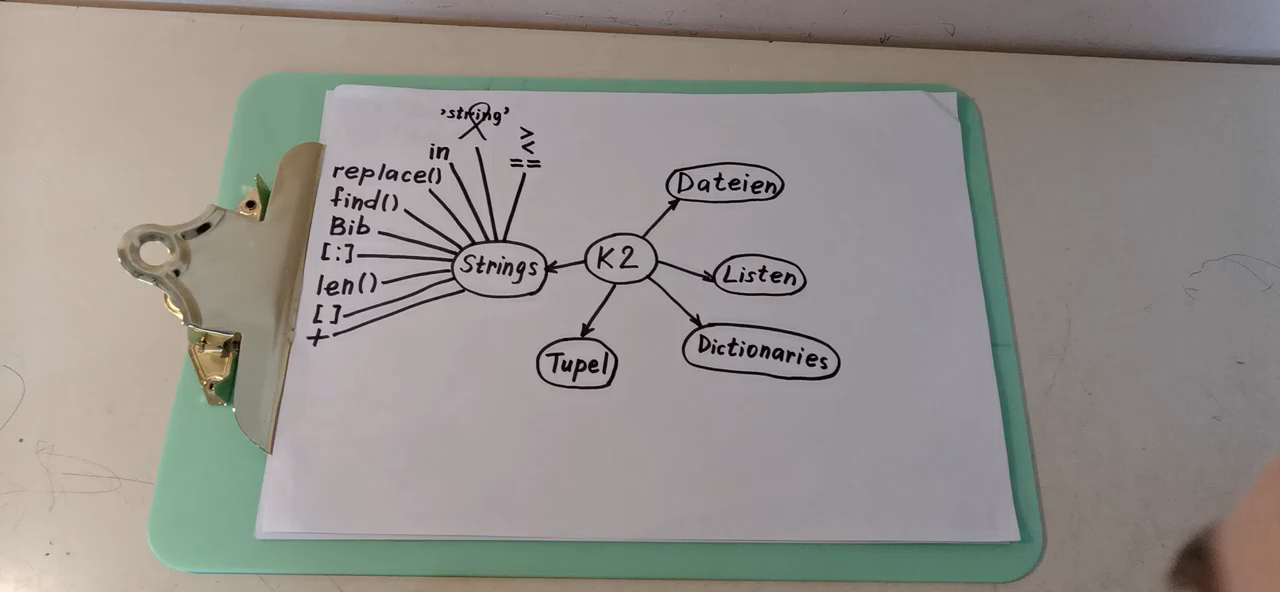 'string'
>
<
==
in
replace()
find()
Bib
[:]
len()
[]
+
Strings
K2
Dateien
Listen
Dictionaries
Tupel